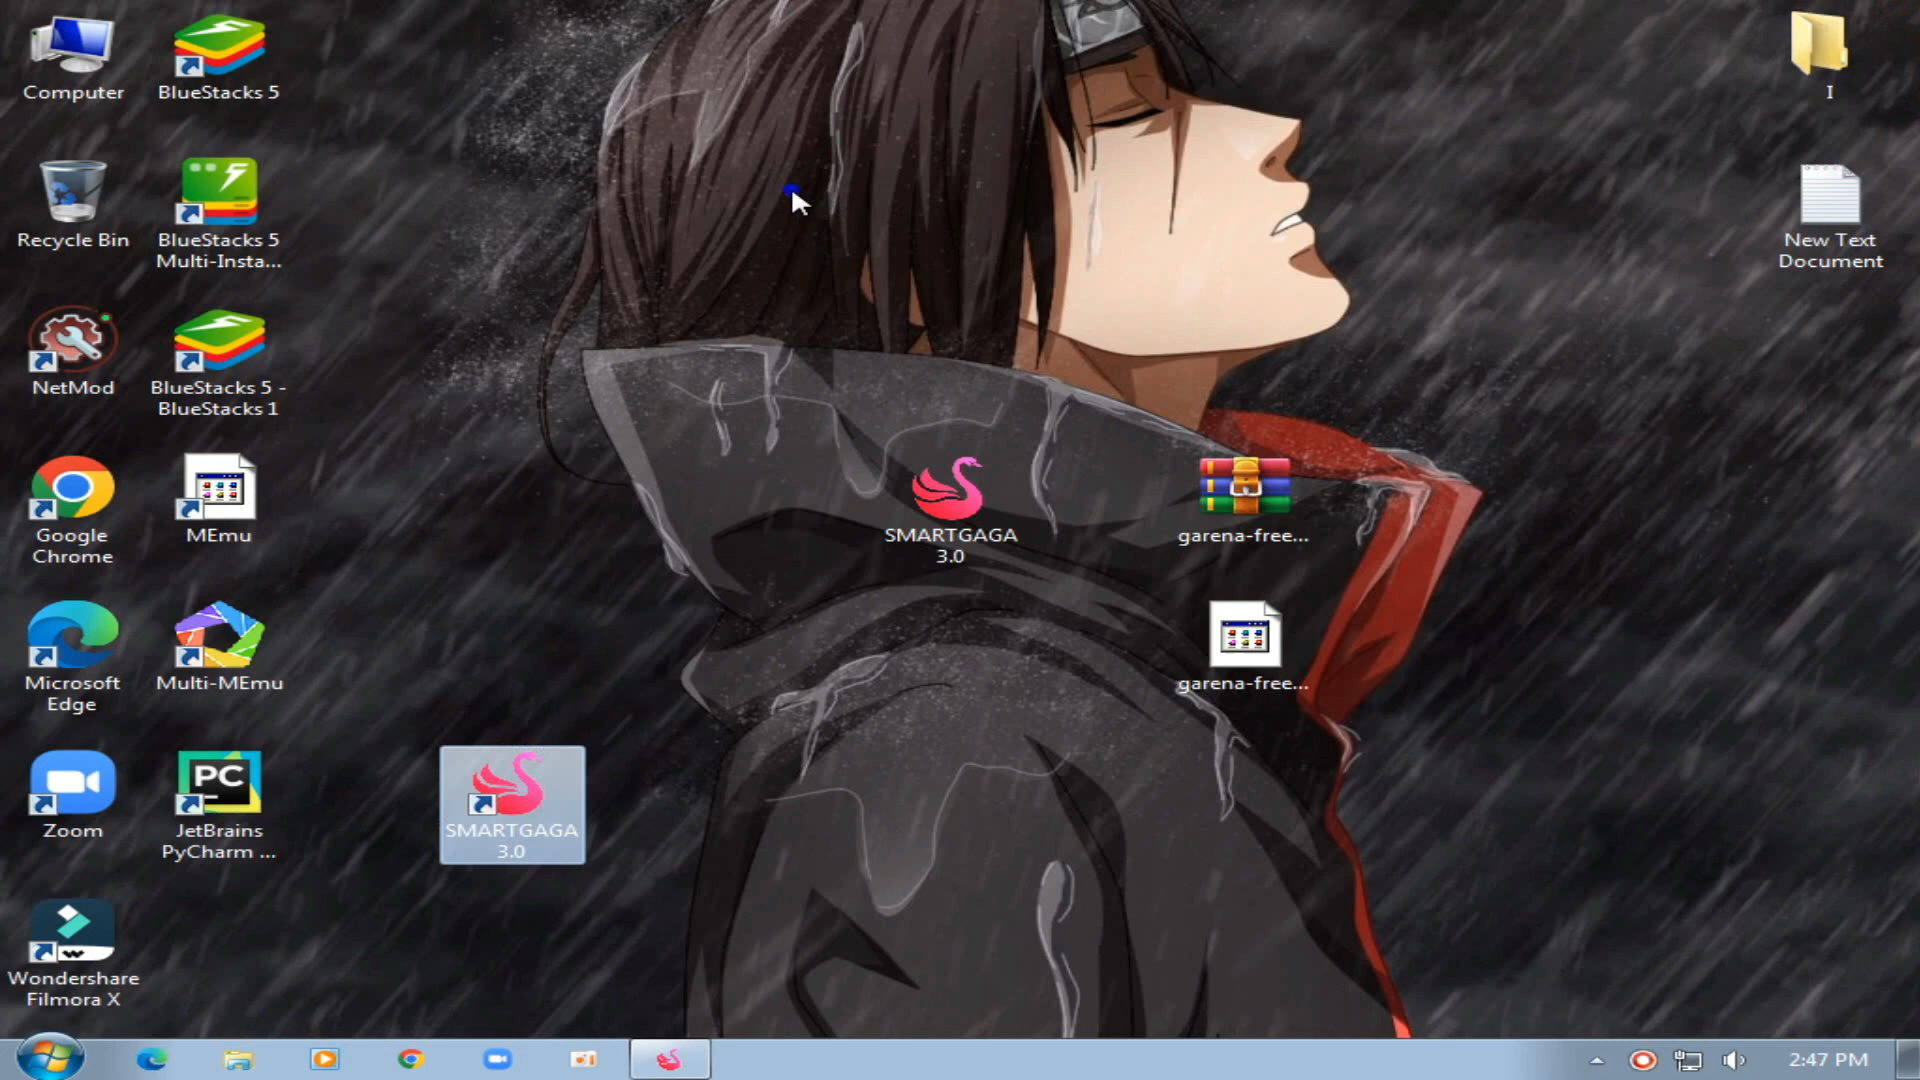 Computer
BlueStacks 5
I
Recycle Bin
BlueStacks 5
Multi-Insta...
New Text
Document
NetMod
BlueStacks 5 -
BlueStacks 1
Google
Chrome
MEmu
SMARTGAGA
3.0
garena-free...
Microsoft
Edge
Multi-MEmu
garena-free...
Zoom
PC
JetBrains
PyCharm ...
SMARTGAGA
3.0
Wondershare
Filmora X
2:47 PM